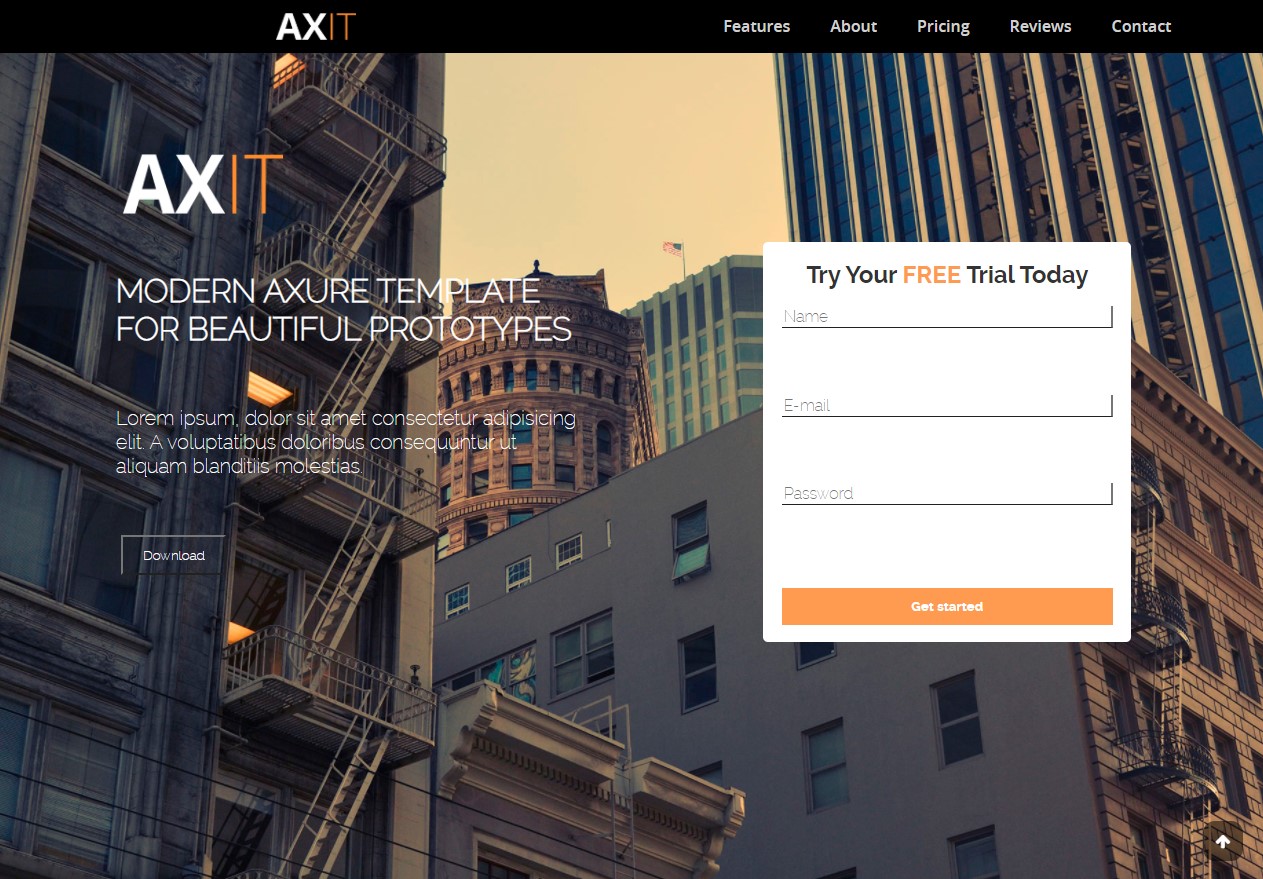 AXIT
Features
About
Pricing
Reviews
Contact
AXIT
MODERN AXURE TEMPLATE
FOR BEAUTIFUL PROTOTYPES
Lorem ipsum, dolor sit amet consectetur adipisicing
elit. A voluptatibus doloribus consequuntur ut
aliquam blanditiis molestias.
Download
Try Your FREE Trial Today
Name
E-mail
Password
Get started